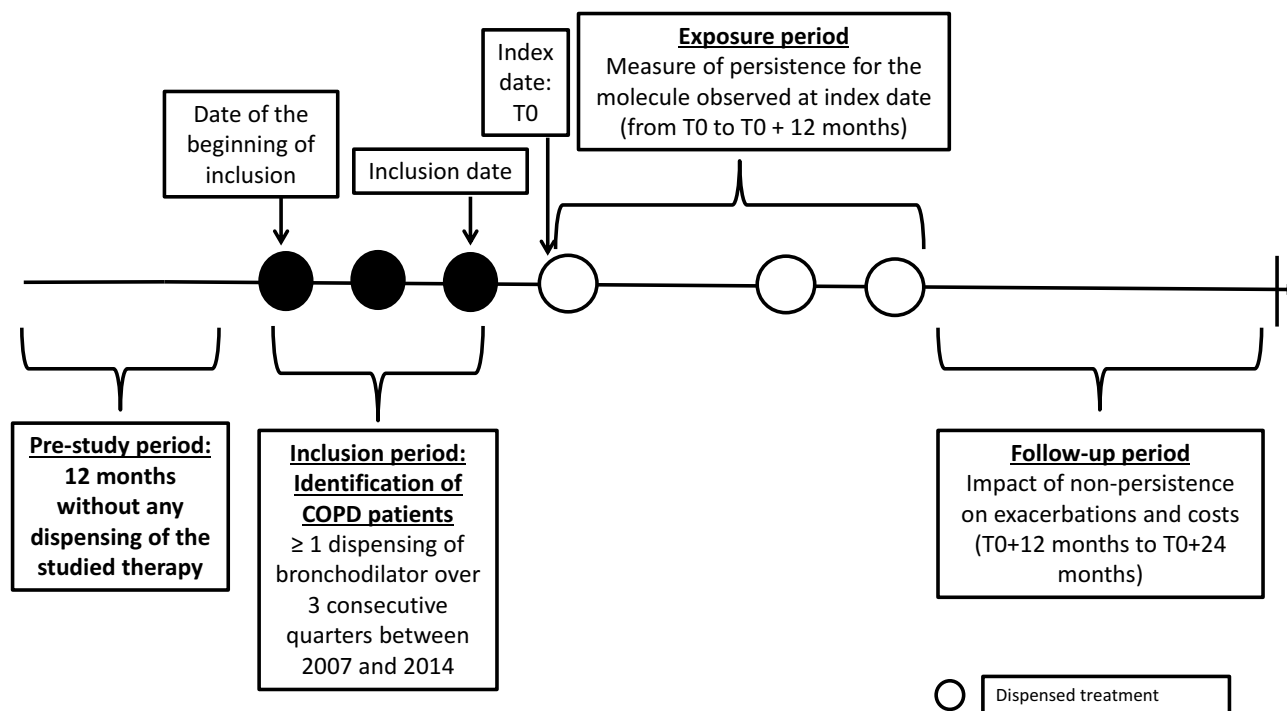 Index
date:
T0
Exposure period
Measure of persistence for the
molecule observed at index date
(from T0 to T0 + 12 months)
Date of the
beginning of
inclusion
Inclusion date
Pre-study period:
12 months
without any
dispensing of the
studied therapy
Inclusion period:
Identification of
COPD patients
≥ 1 dispensing of
bronchodilator over
3 consecutive
quarters between
2007 and 2014
Follow-up period
Impact of non-persistence
on exacerbations and costs
(T0+12 months to T0+24
months)
Dispensed treatment